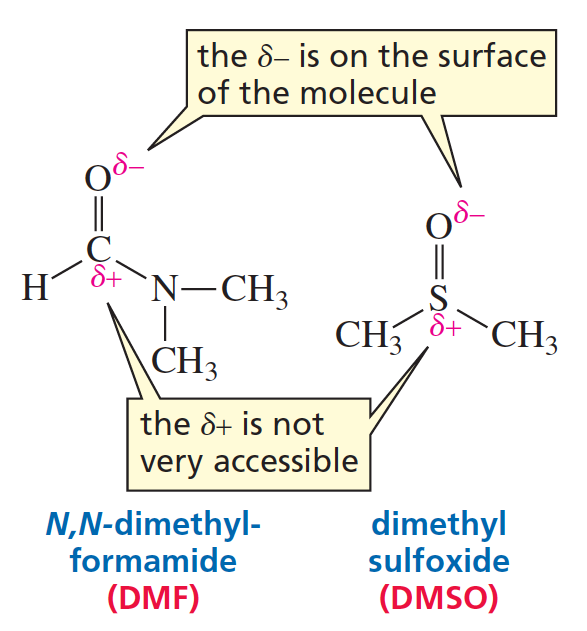 the δ– is on the surface
of the molecule
Oδ–
C
δ+
H
N—CH₃
CH₃
Oδ–
S
δ+
CH₃
CH₃
the δ+ is not
very accessible
N,N-dimethyl-
formamide
(DMF)
dimethyl
sulfoxide
(DMSO)